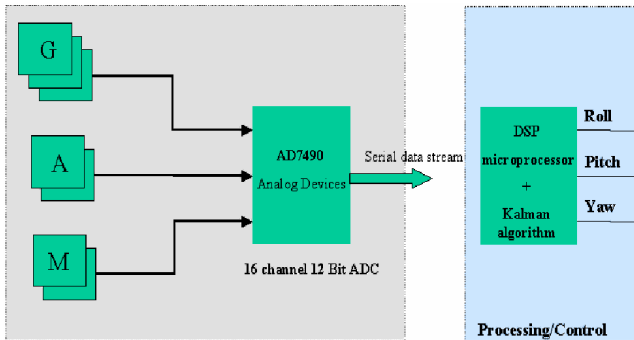 G
A
M
AD7490
Analog Devices
16 channel 12 Bit ADC
Serial data stream
DSP
microprocessor
+
Kalman
algorithm
Roll
Pitch
Yaw
Processing/Control